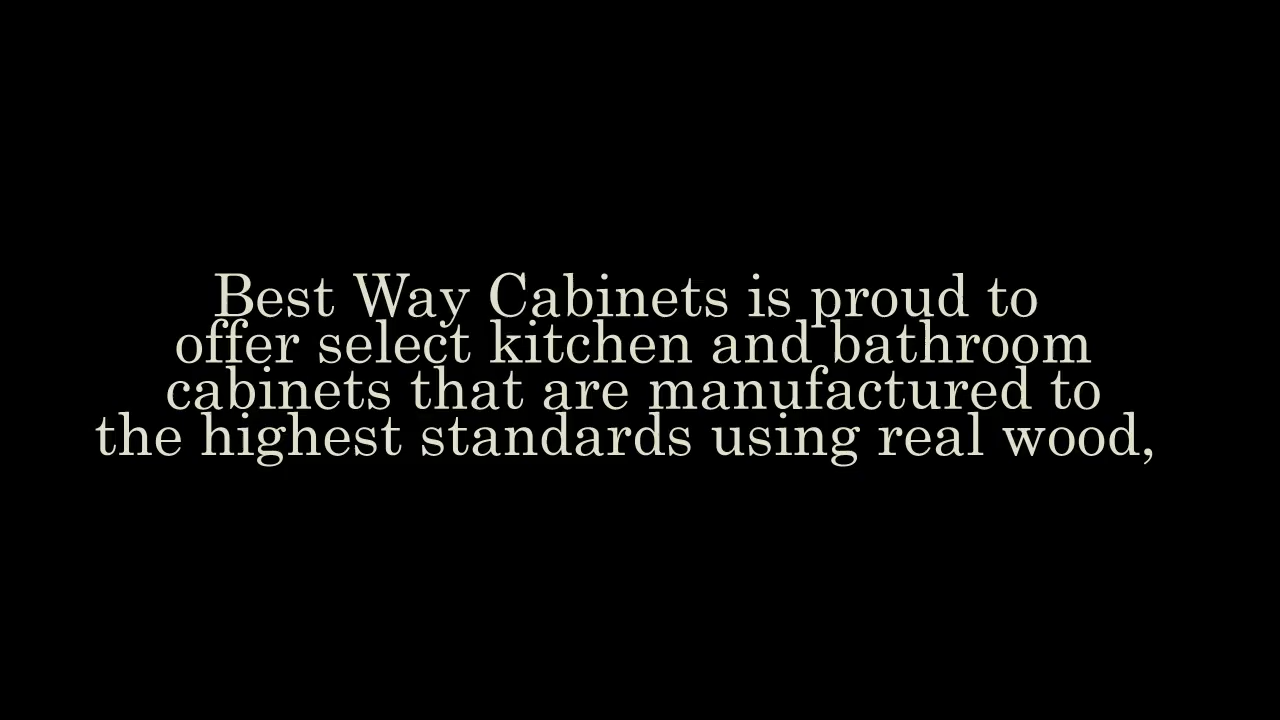 Best Way Cabinets is proud to
offer select kitchen and bathroom
cabinets that are manufactured to
the highest standards using real wood,